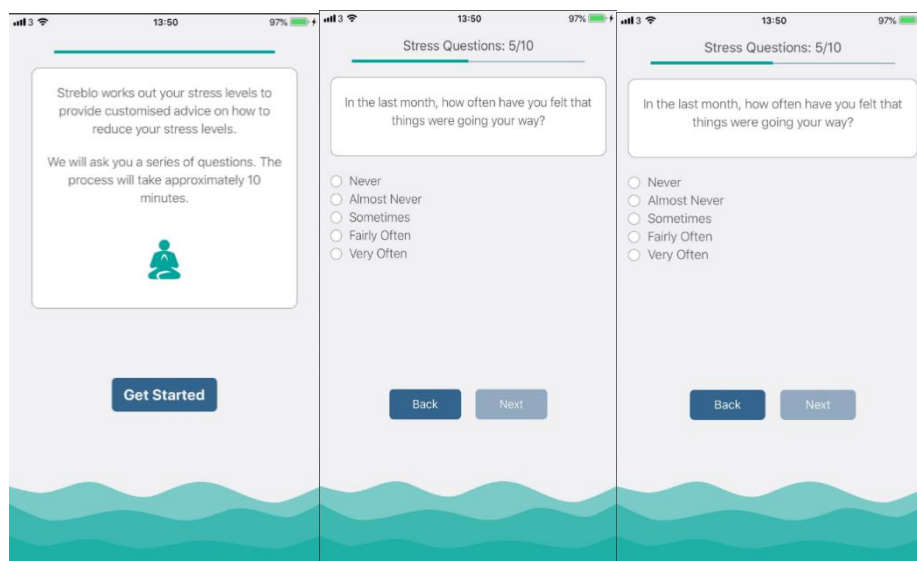 3 13:50 97%
Streblo works out your stress levels to
provide customised advice on how to
reduce your stress levels.
We will ask you a series of questions. The
process will take approximately 10
minutes.
Get Started
3 13:50 97%
Stress Questions: 5/10
In the last month, how often have you felt that
things were going your way?
Never
Almost Never
Sometimes
Fairly Often
Very Often
Back Next
3 13:50 97%
Stress Questions: 5/10
In the last month, how often have you felt that
things were going your way?
Never
Almost Never
Sometimes
Fairly Often
Very Often
Back Next